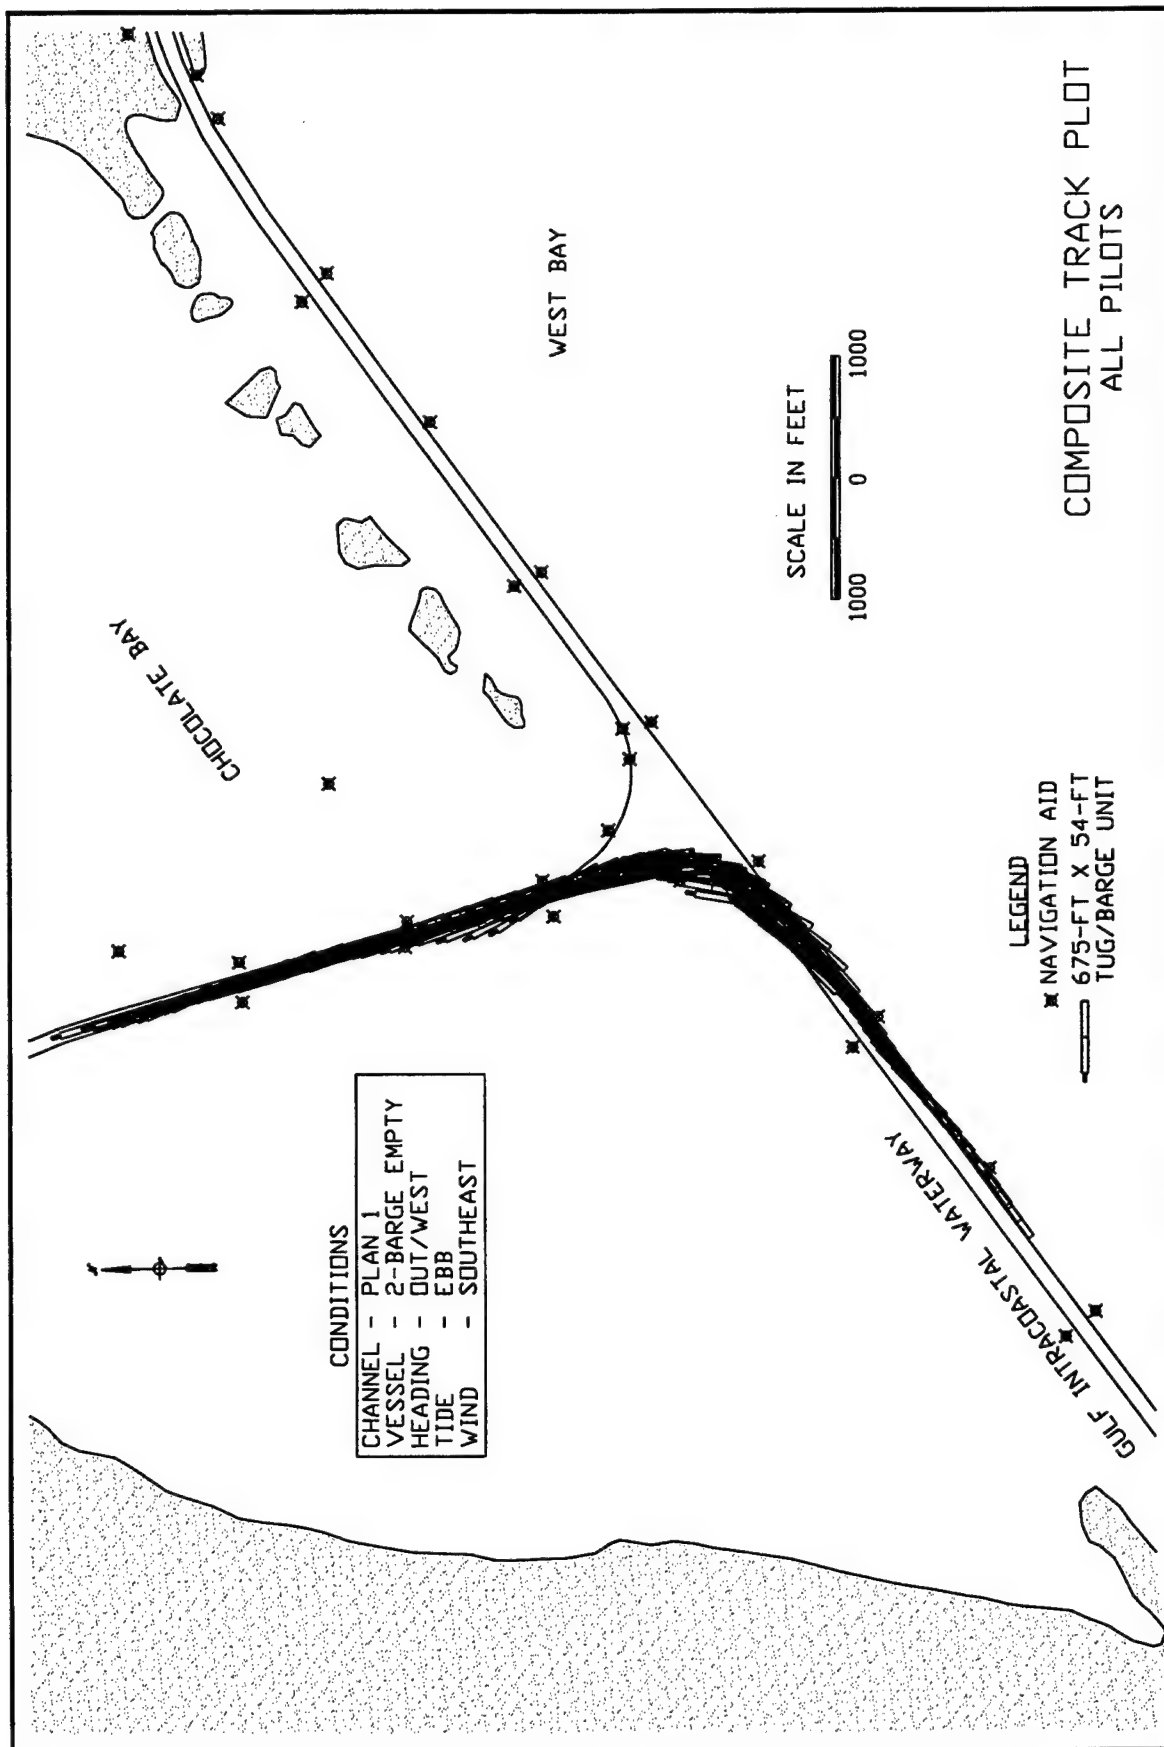 CHOCOLATE BAY
WEST BAY
GULF INTRACOASTAL WATERWAY
CONDITIONS
CHANNEL - PLAN 1
VESSEL - 2-BARGE EMPTY
HEADING - OUT/WEST
TIDE - EBB
WIND - SOUTHEAST
SCALE IN FEET
1000 0 1000
LEGEND
NAVIGATION AID
675-FT X 54-FT
TUG/BARGE UNIT
COMPOSITE TRACK PLOT
ALL PILOTS